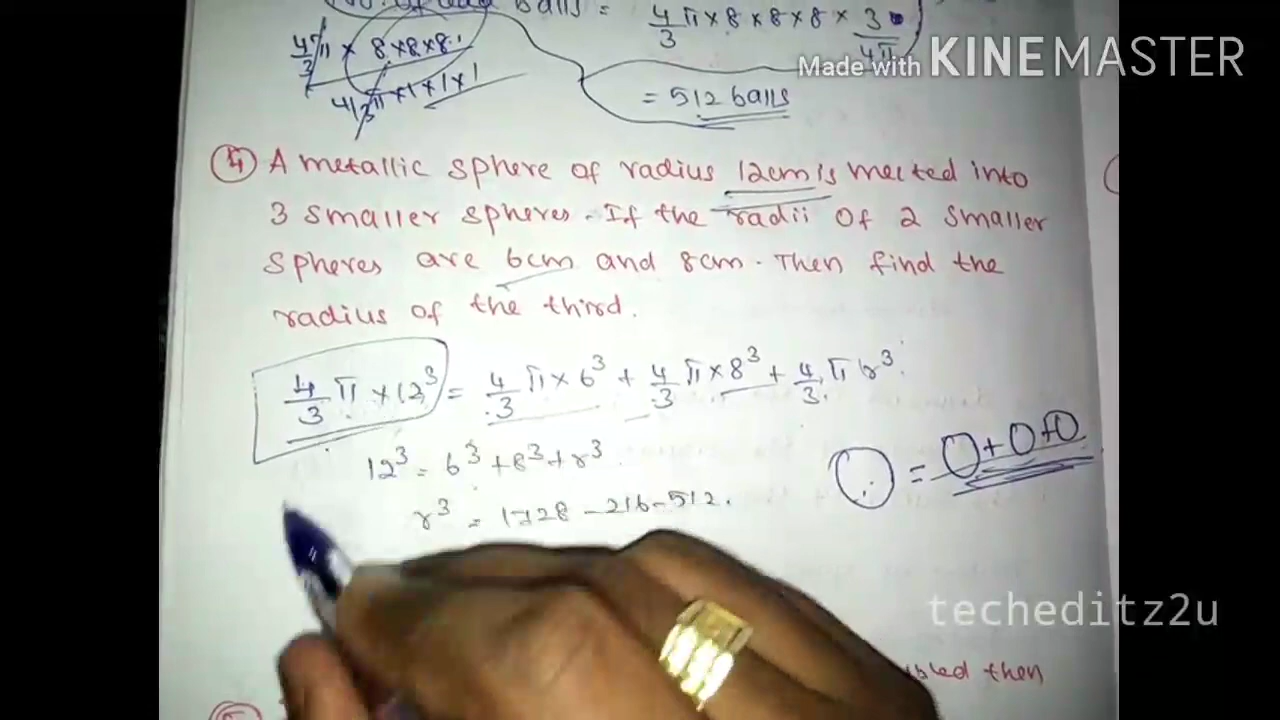 balls = 4/3 π × 8 × 8 × 8 × 3/4π
4/3 π × 8×8×8
4/3 π ×1×1×1
= 512 balls
Made with KINEMASTER
④ A metallic sphere of radius 12cm is melted into
3 smaller spheres. If the radii of 2 smaller
spheres are 6cm and 8cm. Then find the
radius of the third.
4/3 π × 12³ = 4/3 π × 6³ + 4/3 π × 8³ + 4/3 π r³
12³ = 6³ + 8³ + r³
O = O + O + O
r³ = 1728 - 216 - 512.
techeditz2u
then